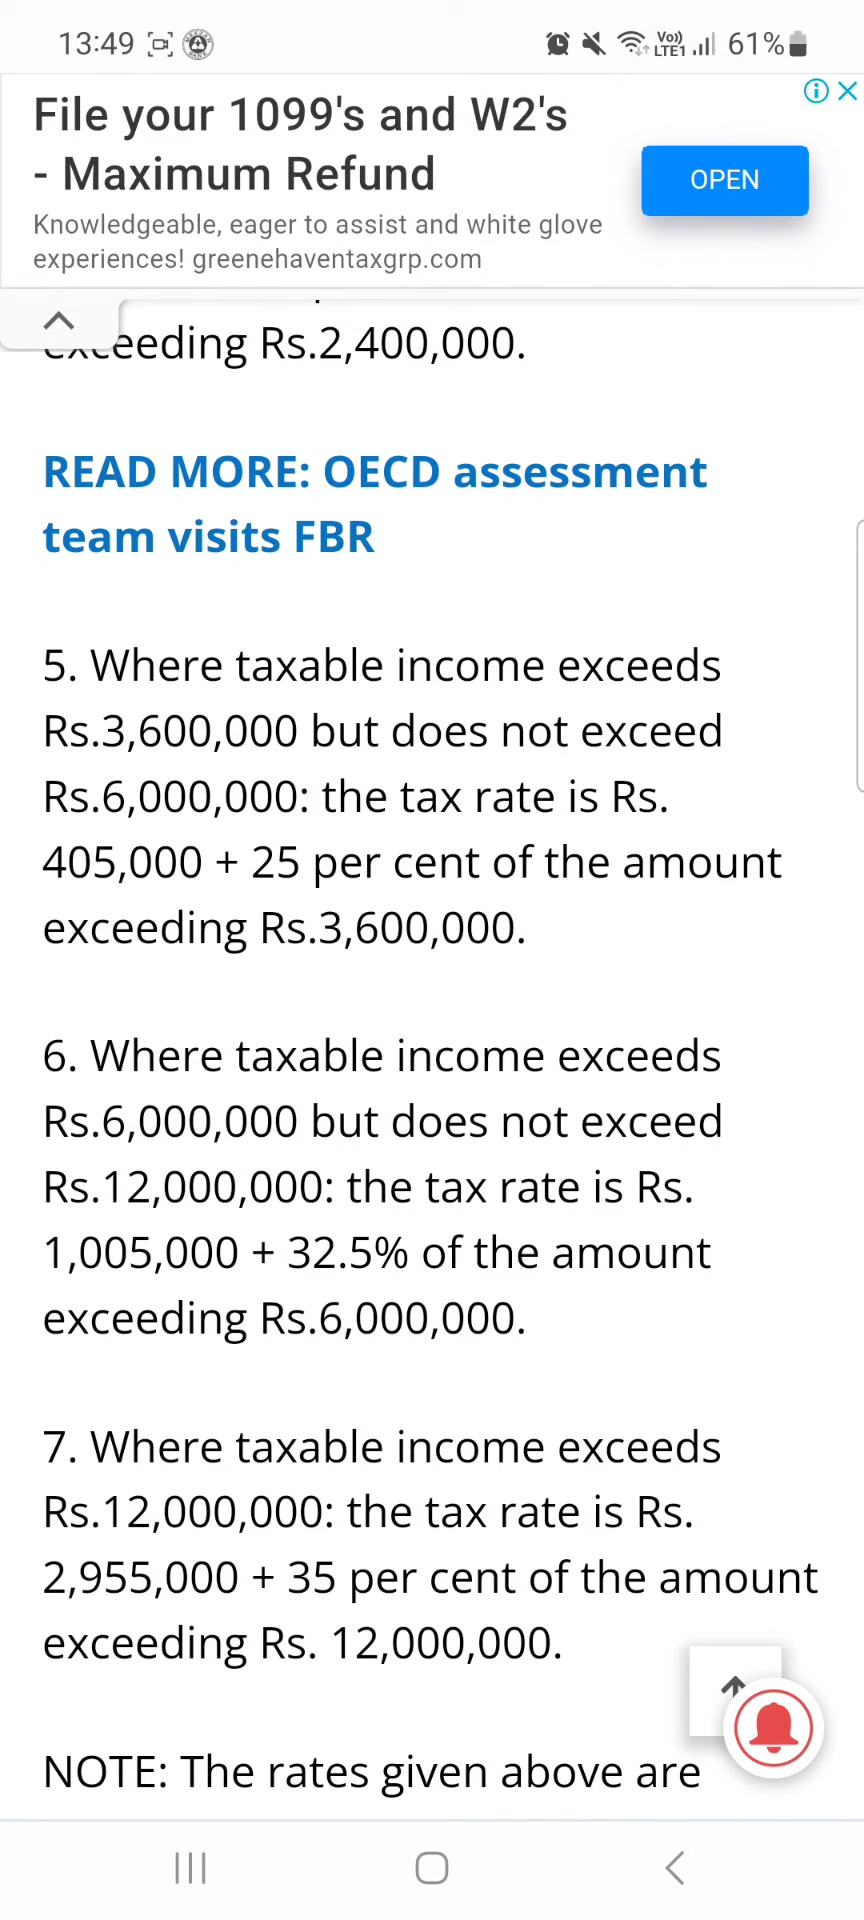 13:49
Vo))
LTE1
61%
File your 1099's and W2's
- Maximum Refund
Knowledgeable, eager to assist and white glove
experiences! greenehaventaxgrp.com
OPEN
exceeding Rs.2,400,000.
READ MORE: OECD assessment
team visits FBR
5. Where taxable income exceeds
Rs.3,600,000 but does not exceed
Rs.6,000,000: the tax rate is Rs.
405,000 + 25 per cent of the amount
exceeding Rs.3,600,000.
6. Where taxable income exceeds
Rs.6,000,000 but does not exceed
Rs.12,000,000: the tax rate is Rs.
1,005,000 + 32.5% of the amount
exceeding Rs.6,000,000.
7. Where taxable income exceeds
Rs.12,000,000: the tax rate is Rs.
2,955,000 + 35 per cent of the amount
exceeding Rs. 12,000,000.
NOTE: The rates given above are